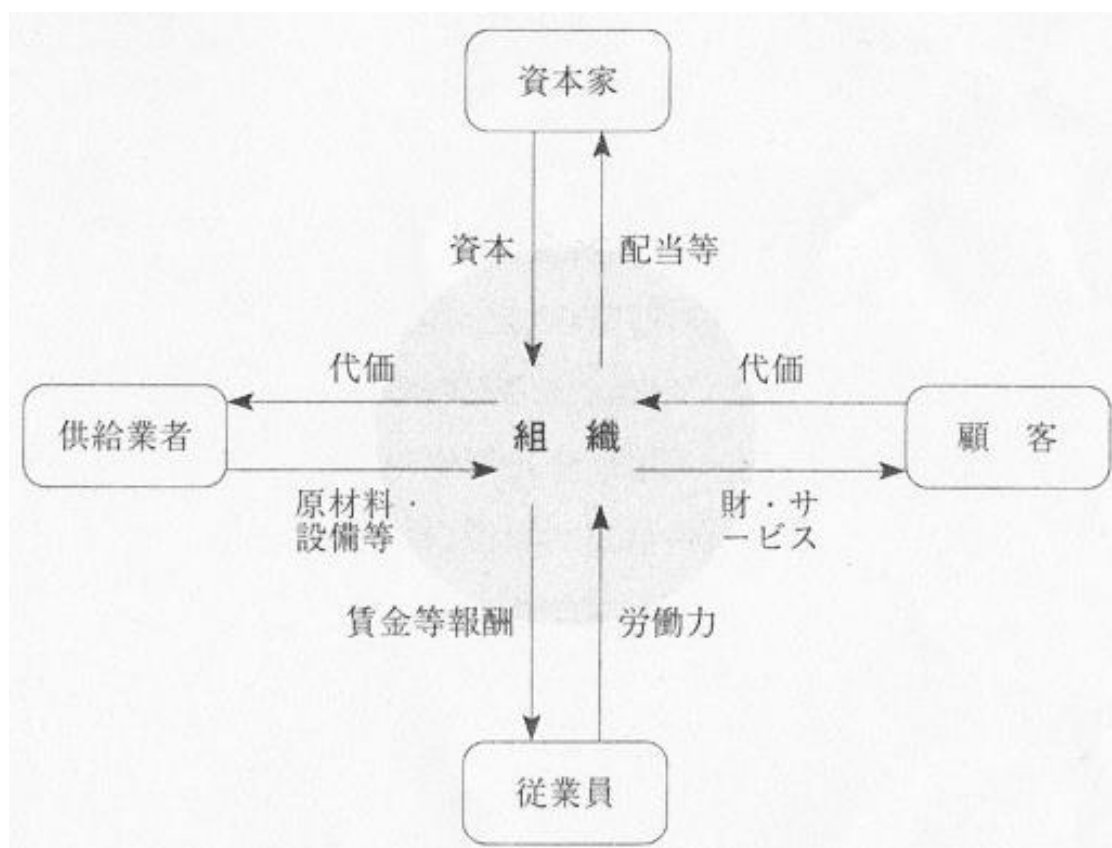 資本家
資本
配当等
代価
代価
供給業者
組 織
顧 客
原材料・
設備等
財・サ
ービス
賃金等報酬
労働力
従業員